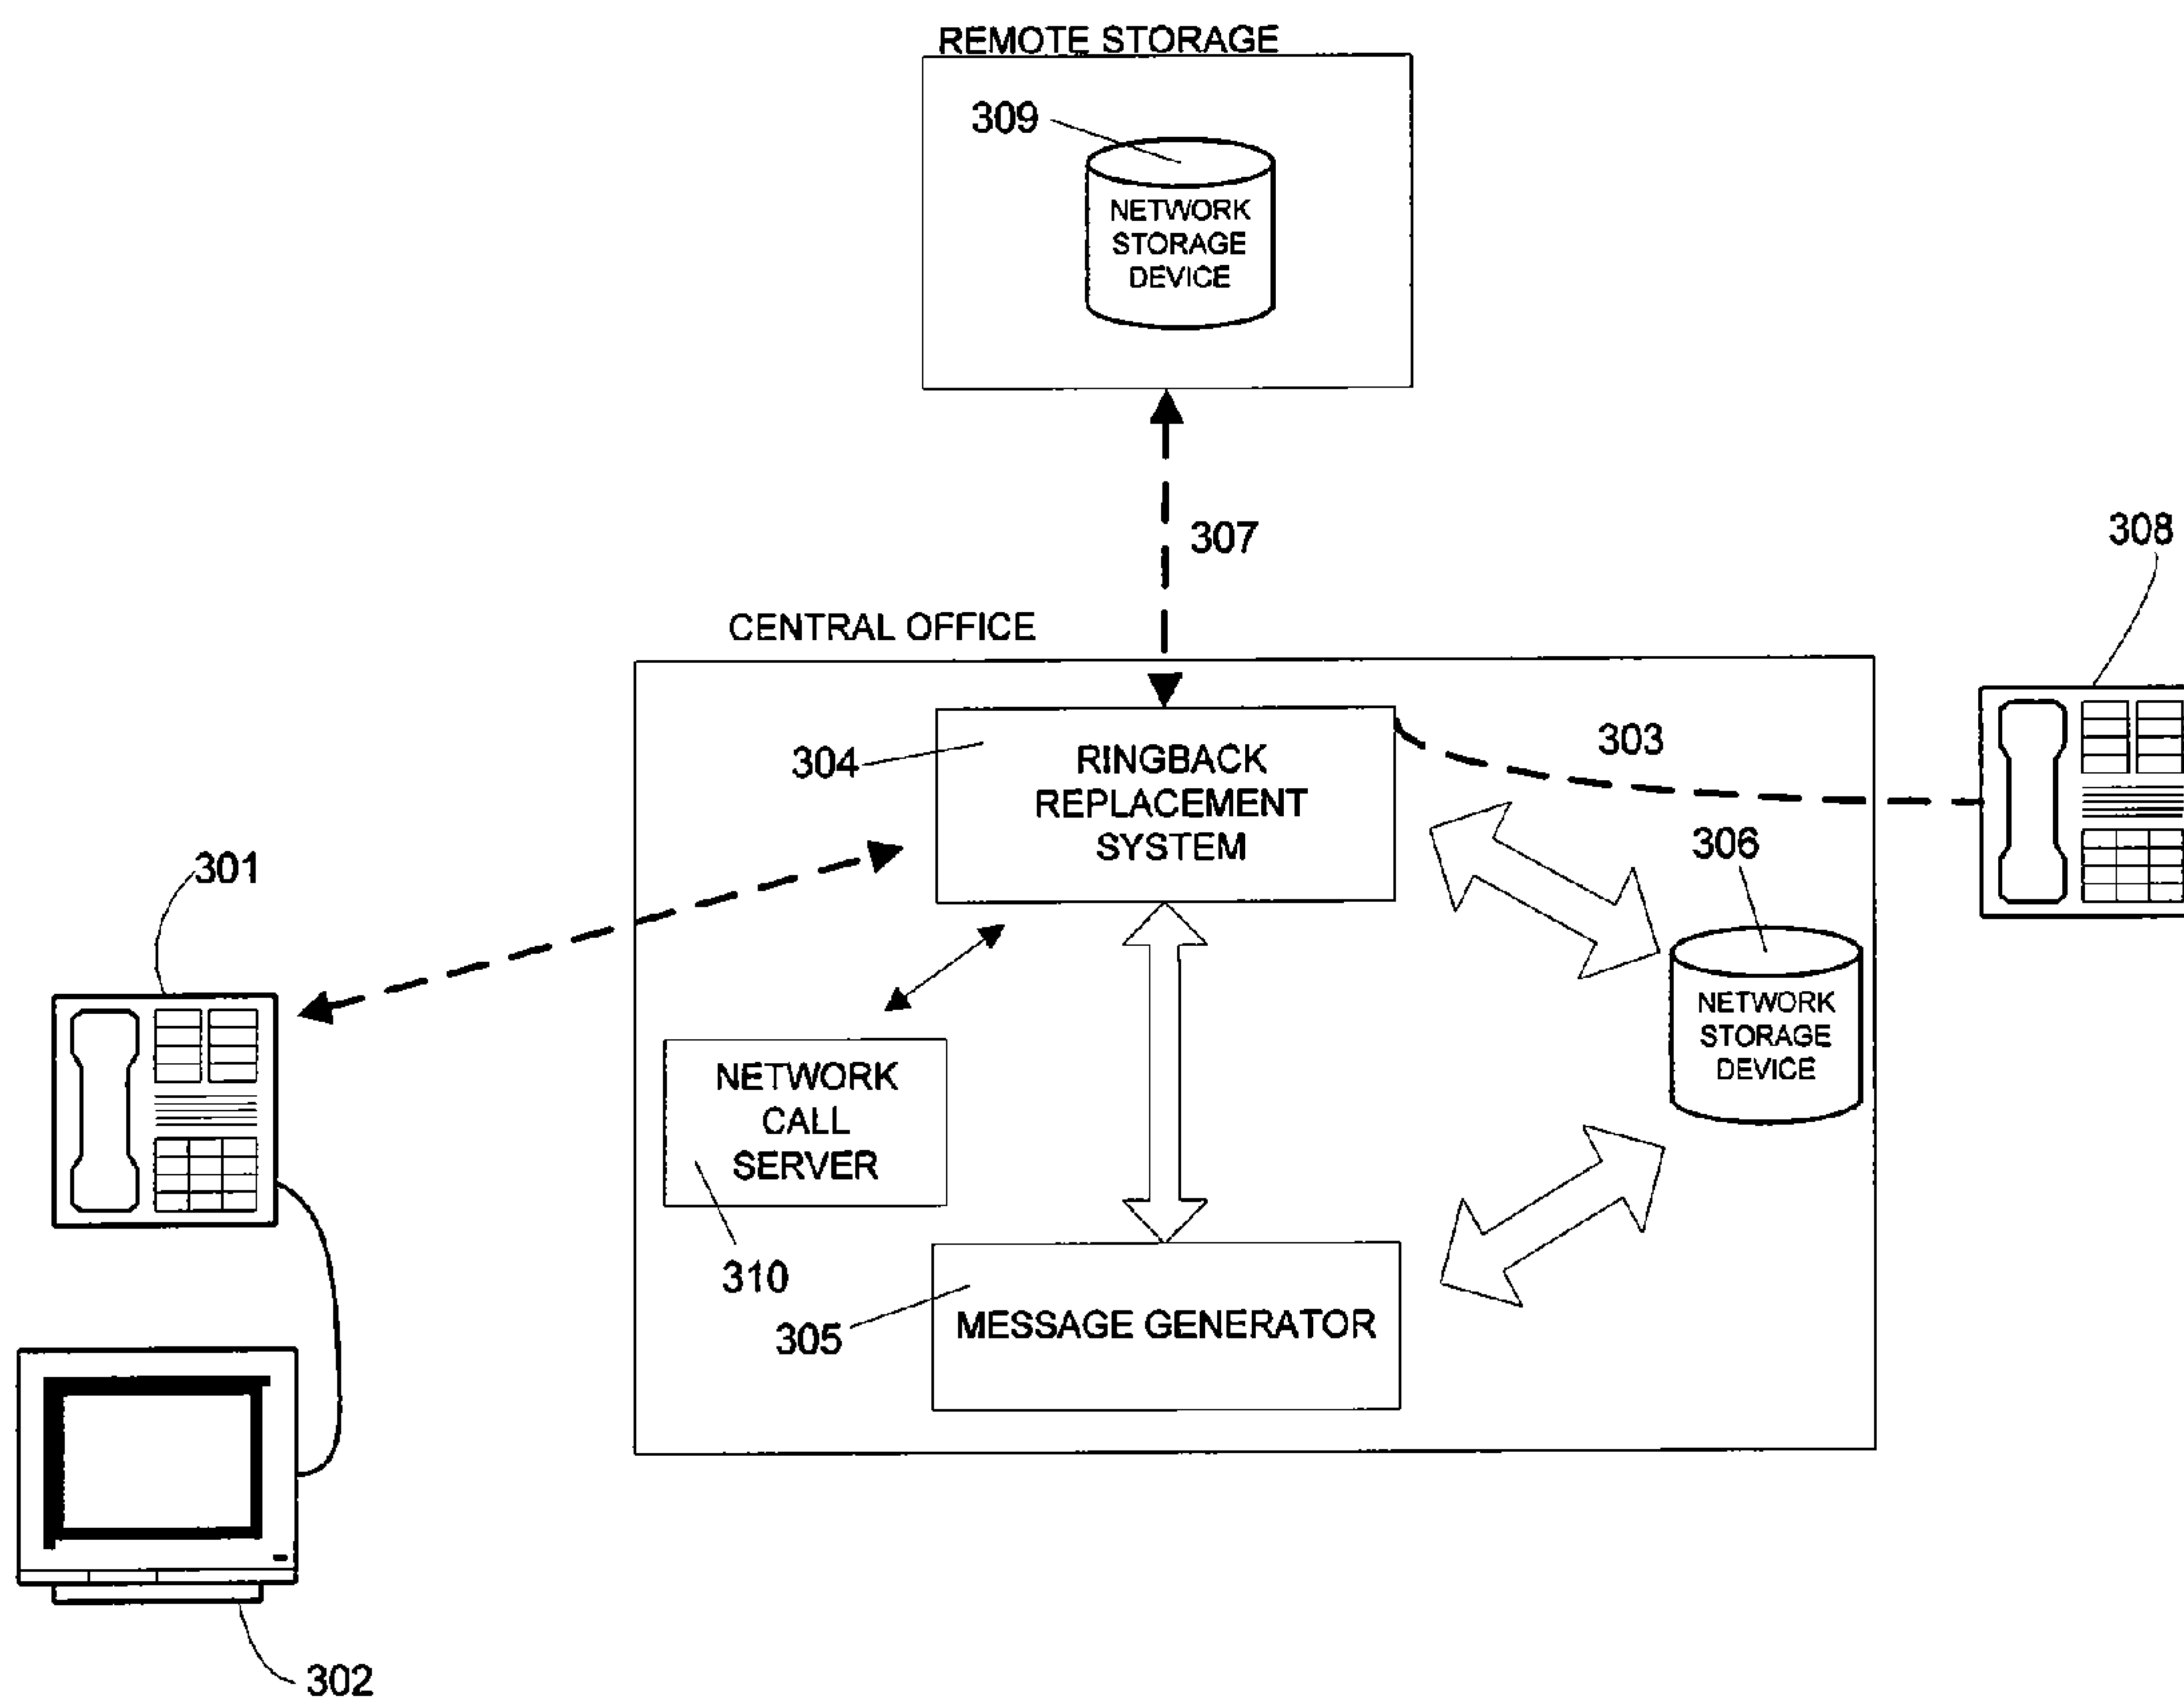 REMOTE STORAGE
309
NETWORK
STORAGE
DEVICE
307
308
CENTRAL OFFICE
303
304
RINGBACK
REPLACEMENT
SYSTEM
306
301
NETWORK
STORAGE
DEVICE
NETWORK
CALL
SERVER
310
305
MESSAGE GENERATOR
302